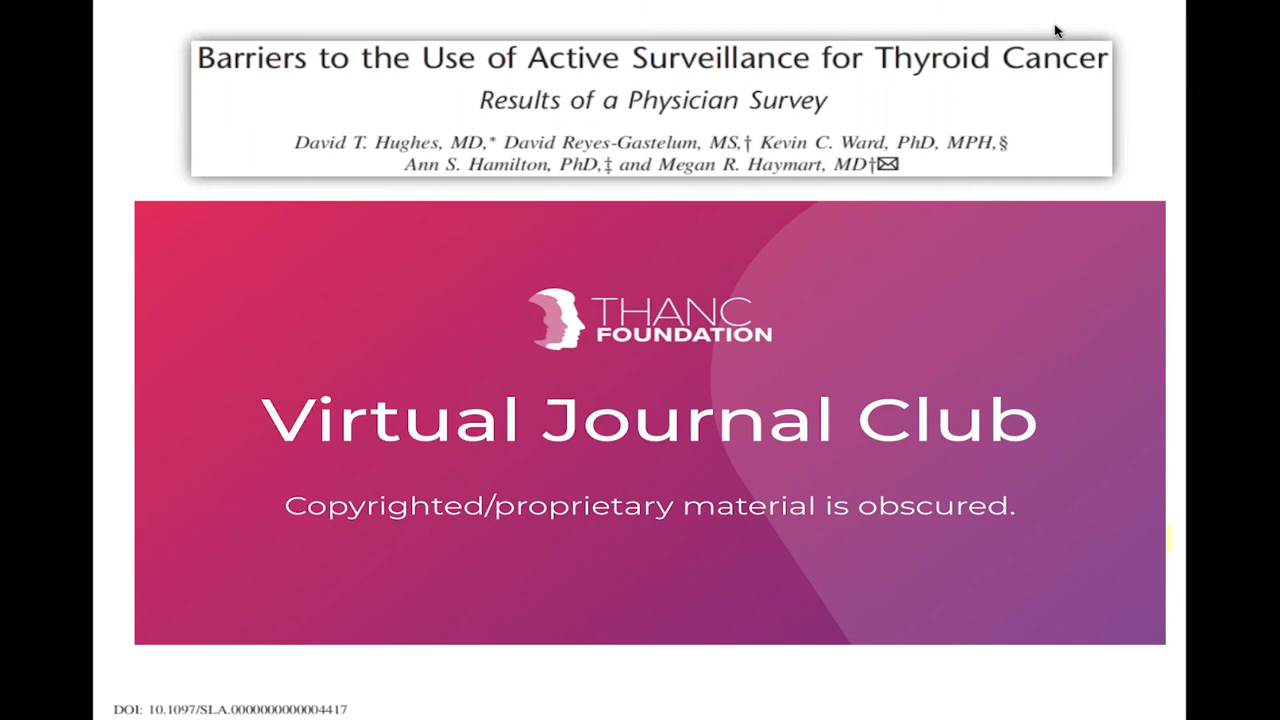 Barriers to the Use of Active Surveillance for Thyroid Cancer
Results of a Physician Survey
David T. Hughes, MD,* David Reyes-Gastelum, MS,† Kevin C. Ward, PhD, MPH,§
Ann S. Hamilton, PhD,‡ and Megan R. Haymart, MD†✉
THANC
FOUNDATION
Virtual Journal Club
Copyrighted/proprietary material is obscured.
DOI: 10.1097/SLA.0000000000004417